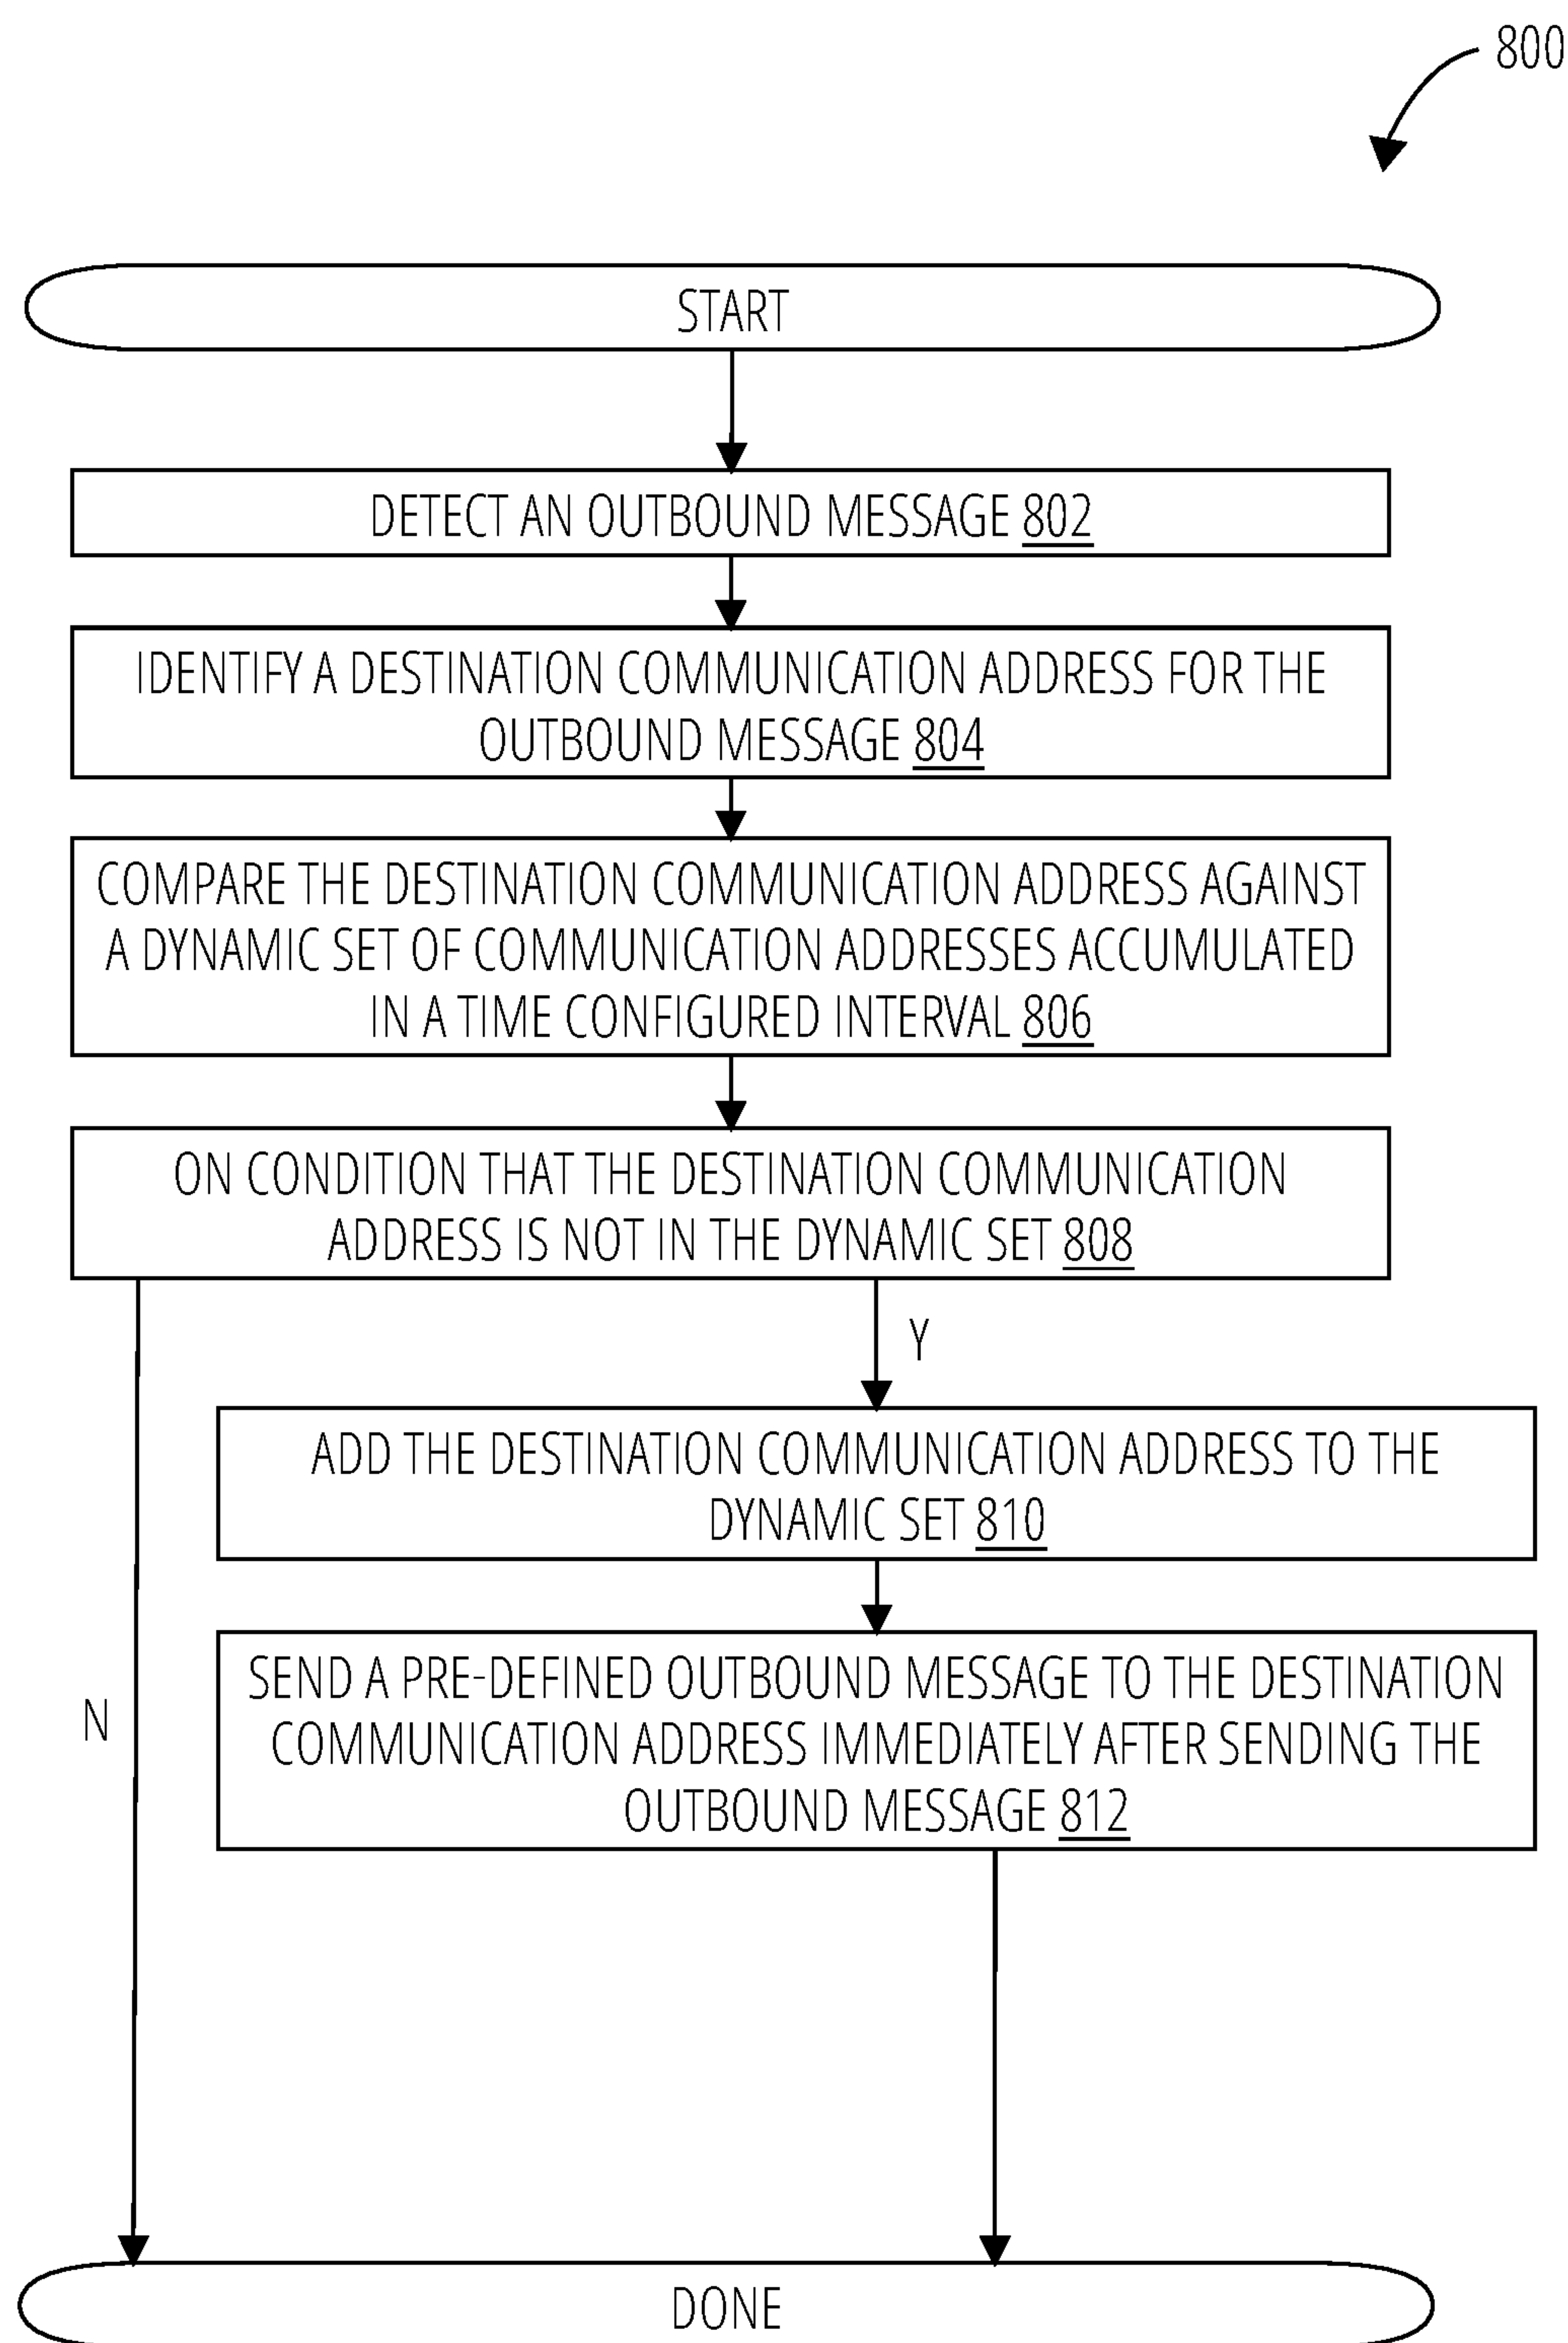 800
START
DETECT AN OUTBOUND MESSAGE 802
IDENTIFY A DESTINATION COMMUNICATION ADDRESS FOR THE
OUTBOUND MESSAGE 804
COMPARE THE DESTINATION COMMUNICATION ADDRESS AGAINST
A DYNAMIC SET OF COMMUNICATION ADDRESSES ACCUMULATED
IN A TIME CONFIGURED INTERVAL 806
ON CONDITION THAT THE DESTINATION COMMUNICATION
ADDRESS IS NOT IN THE DYNAMIC SET 808
Y
ADD THE DESTINATION COMMUNICATION ADDRESS TO THE
DYNAMIC SET 810
SEND A PRE-DEFINED OUTBOUND MESSAGE TO THE DESTINATION
COMMUNICATION ADDRESS IMMEDIATELY AFTER SENDING THE
OUTBOUND MESSAGE 812
N
DONE